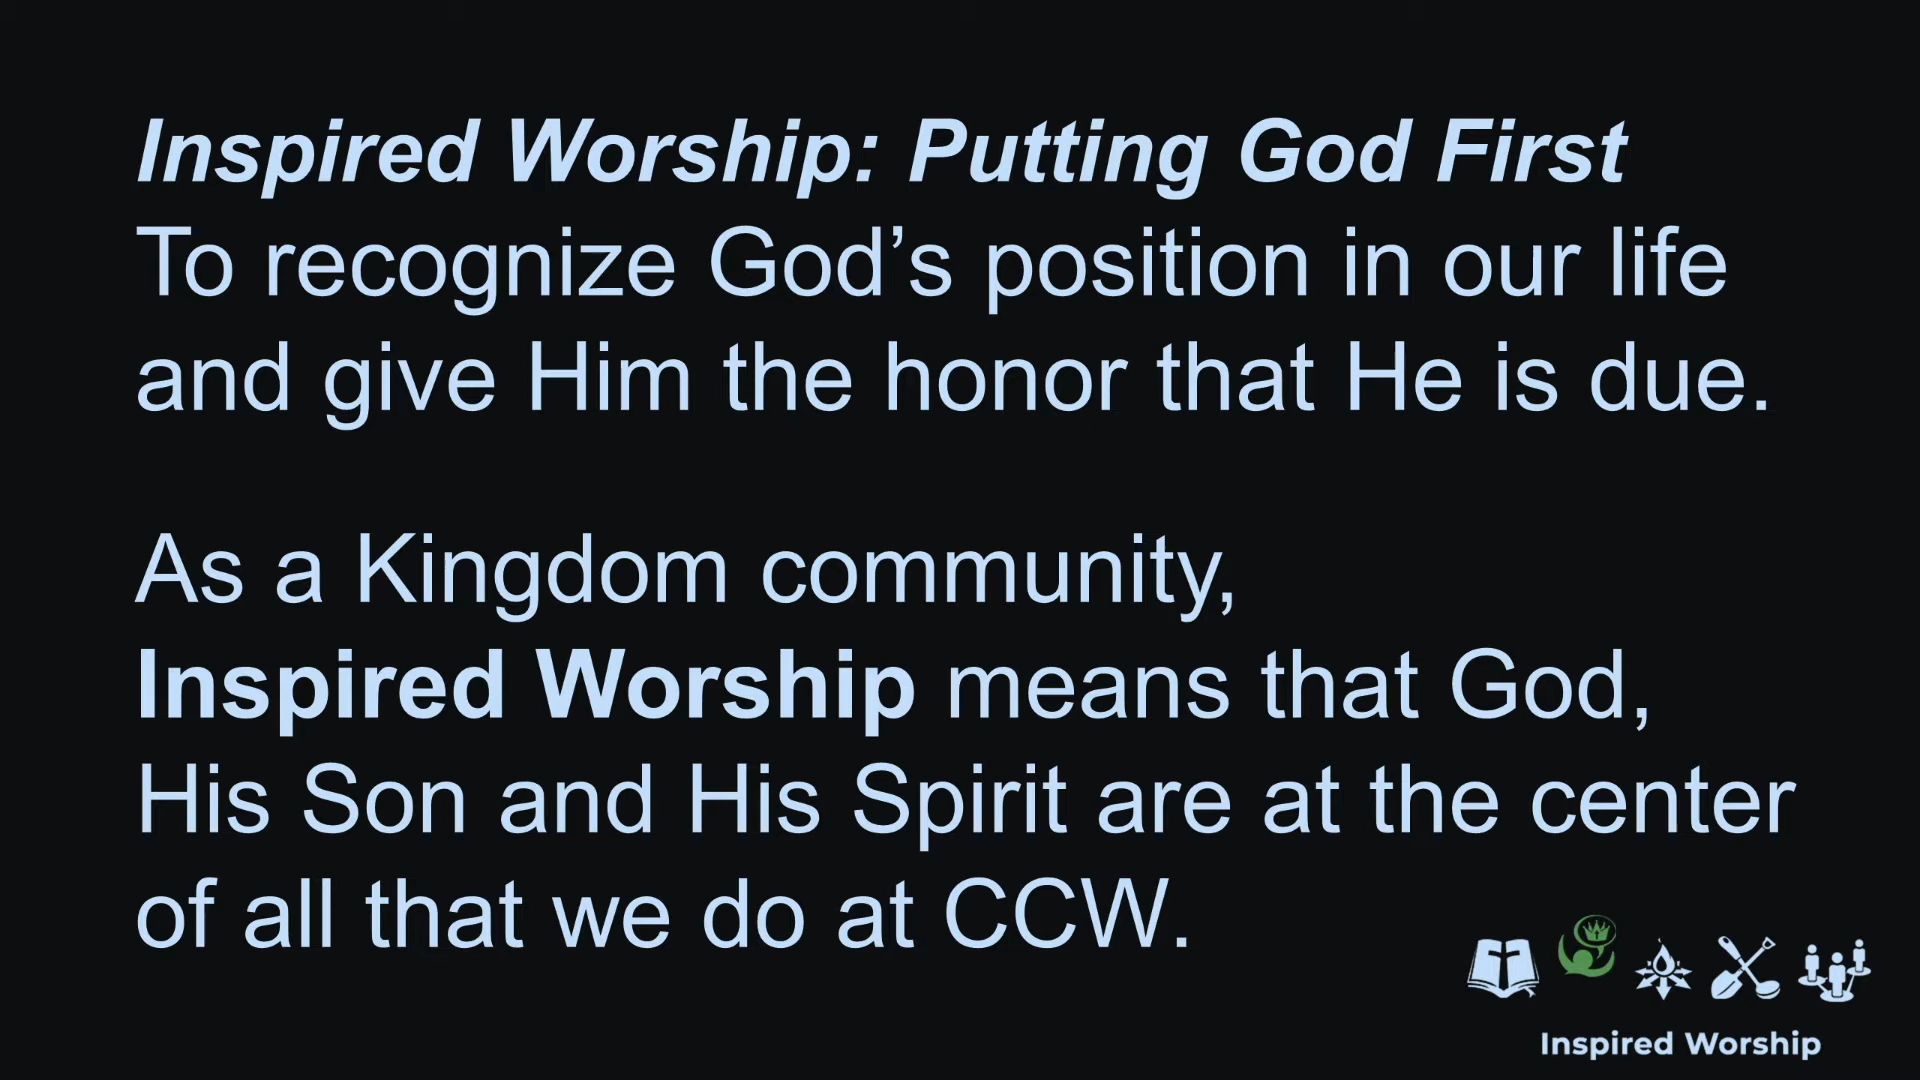 Inspired Worship: Putting God First
To recognize God’s position in our life
and give Him the honor that He is due.
As a Kingdom community,
Inspired Worship means that God,
His Son and His Spirit are at the center
of all that we do at CCW.
Inspired Worship